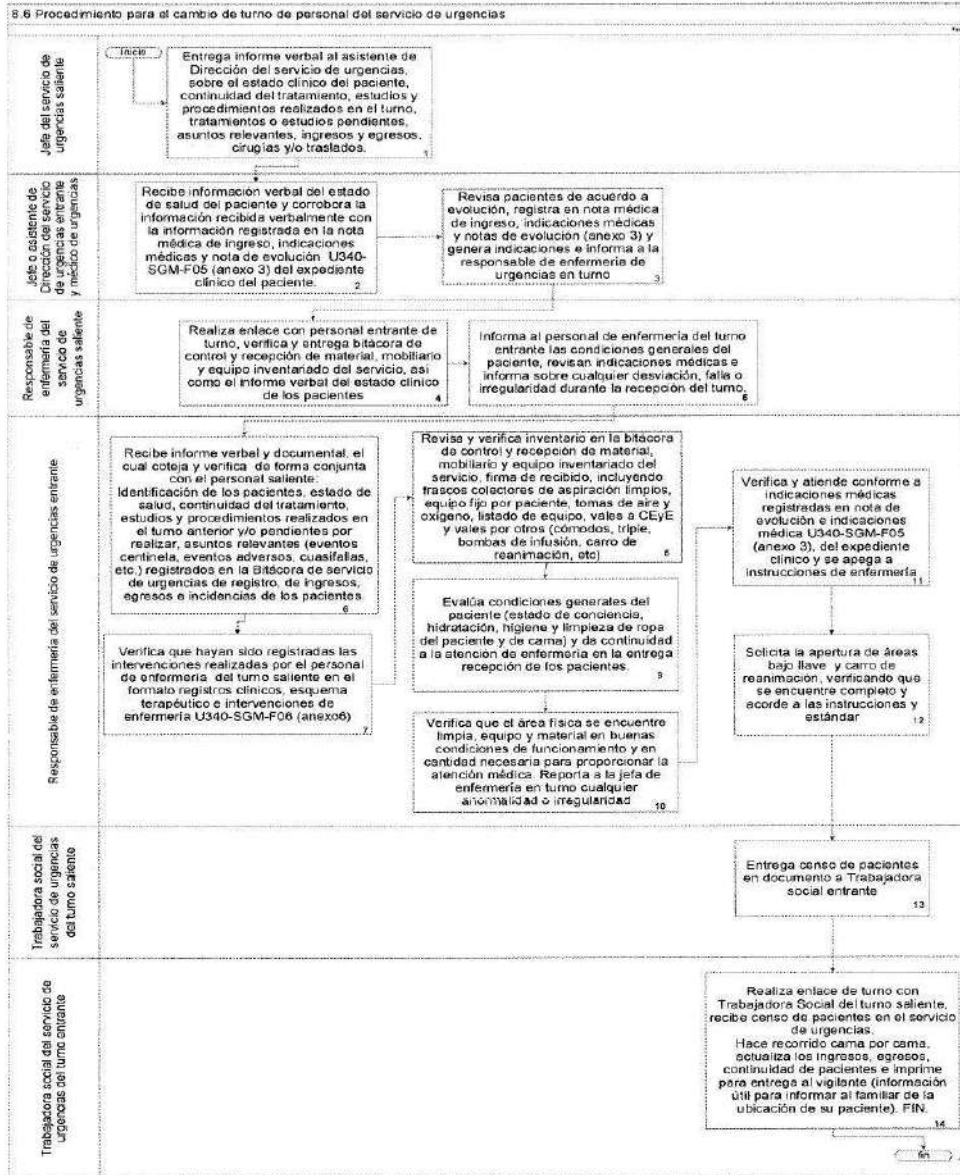 8.6 Procedimiento para el cambio de turno de personal del servicio de urgencias
Jefe del servicio de
urgencias saliente
Inicio
Entrega informe verbal al asistente de
Dirección del servicio de urgencias,
sobre el estado clínico del paciente,
continuidad del tratamiento, estudios y
procedimientos realizados en el turno,
tratamientos o estudios pendientes,
asuntos relevantes, ingresos y egresos,
cirugías y/o traslados.
1
Jefe o asistente de
Dirección del servicio
de urgencias entrante
y médico de urgencias
Recibe información verbal del estado
de salud del paciente y corrobora la
información recibida verbalmente con
la información registrada en la nota
médica de ingreso, indicaciones
médicas y nota de evolución U340-
SGM-F05 (anexo 3) del expediente
clínico del paciente.
2
Revisa pacientes de acuerdo a
evolución, registra en nota médica
de ingreso, indicaciones médicas
y notas de evolución (anexo 3) y
genera indicaciones e informa a la
responsable de enfermería de
urgencias en turno
3
Responsable de
enfermería del
servicio de
urgencias saliente
Realiza enlace con personal entrante de
turno, verifica y entrega bitácora de
control y recepción de material, mobiliario
y equipo inventariado del servicio, así
como el informe verbal del estado clínico
de los pacientes
4
Informa al personal de enfermería del turno
entrante las condiciones generales del
paciente, revisan indicaciones médicas e
informa sobre cualquier desviación, falla o
irregularidad durante la recepción del turno.
5
Responsable de enfermería del servicio de urgencias entrante
Recibe informe verbal y documental, el
cual coteja y verifica de forma conjunta
con el personal saliente:
Identificación de los pacientes, estado de
salud, continuidad del tratamiento,
estudios y procedimientos realizados en
el turno anterior y/o pendientes por
realizar, asuntos relevantes (eventos
centinela, eventos adversos, cuasifallas,
etc.) registrados en la Bitácora de servicio
de urgencias de registro, de ingresos,
egresos e incidencias de los pacientes
6
Verifica que hayan sido registradas las
intervenciones realizadas por el personal
de enfermería del turno saliente en el
formato registros clínicos, esquema
terapéutico e intervenciones de
enfermería U340-SGM-F06 (anexo6)
7
Revisa y verifica inventario en la bitácora
de control y recepción de material,
mobiliario y equipo inventariado del
servicio, firma de recibido, incluyendo
frascos colectores de aspiración limpios,
equipo fijo por paciente, tomas de aire y
oxigeno, listado de equipo, vales a CEyE
y vales por otros (cómodos, tripie,
bombas de infusión, carro de
reanimación, etc)
Evalúa condiciones generales del
paciente (estado de conciencia,
hidratación, higiene y limpieza de ropa
del paciente y de cama) y da continuidad
a la atención de enfermería en la entrega
recepción de los pacientes.
9
Verifica que el área física se encuentre
limpia, equipo y material en buenas
condiciones de funcionamiento y en
cantidad necesaria para proporcionar la
atención médica. Reporta a la jefa de
enfermería en turno cualquier
anormalidad o irregularidad
10
Verifica y atiende conforme a
indicaciones médicas
registradas en nota de
evolución e indicaciones
médica U340-SGM-F05
(anexo 3), del expediente
clínico y se apega a
instrucciones de enfermería
11
Solicita la apertura de áreas
bajo llave y carro de
reanimación, verificando que
se encuentre completo y
acorde a las instrucciones y
estándar
12
Trabajadora social del
servicio de urgencias
del turno saliente
Entrega censo de pacientes
en documento a Trabajadora
social entrante
13
Trabajadora social del servicio de
urgencias del turno entrante
Realiza enlace de turno con
Trabajadora Social del turno saliente,
recibe censo de pacientes en el servicio
de urgencias.
Hace recorrido cama por cama,
actualiza los ingresos, egresos,
continuidad de pacientes e imprime
para entrega al vigilante (información
útil para informar al familiar de la
ubicación de su paciente). FIN.
14
fin